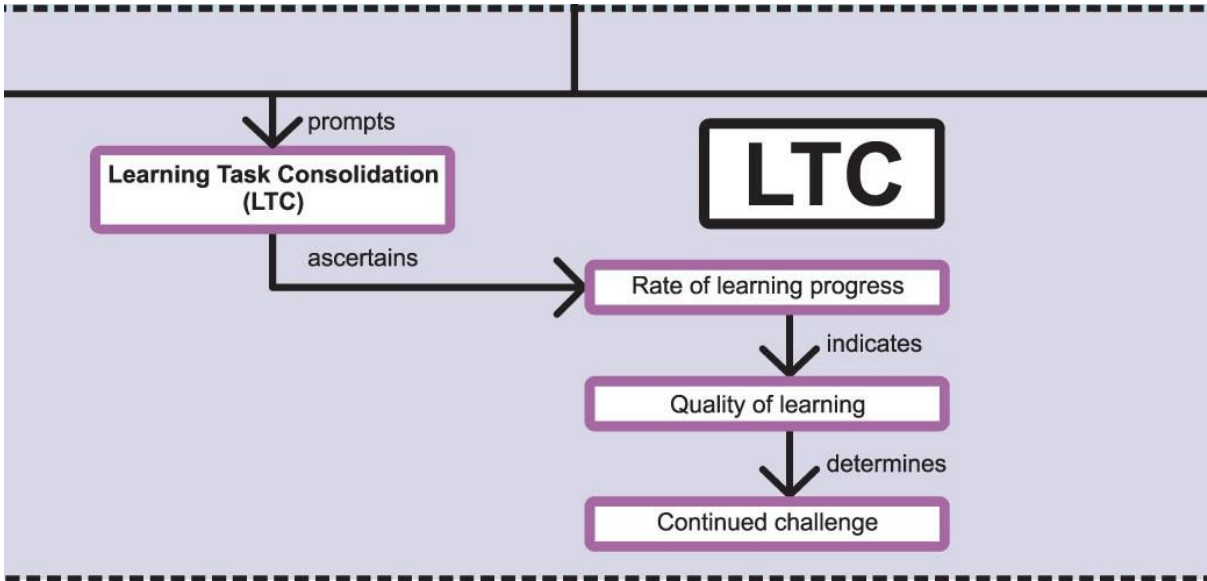 prompts
Learning Task Consolidation
(LTC)
LTC
ascertains
Rate of learning progress
indicates
Quality of learning
determines
Continued challenge